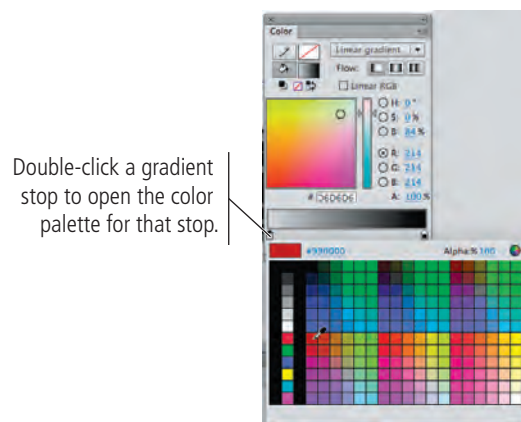 Color
Linear gradient
Flow:
Linear RGB
H: 0 °
S: 0 %
B: 84 %
R: 214
G: 214
B: 214
# D6D6D6
A: 100 %
Double-click a gradient
stop to open the color
palette for that stop.
#990000
Alpha:% 100